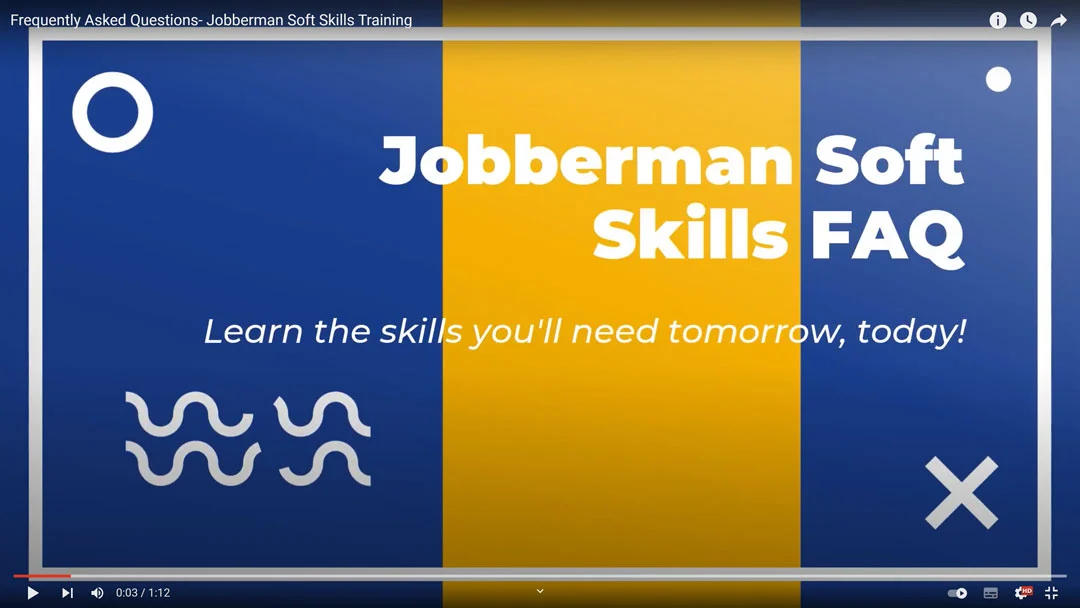 Frequently Asked Questions- Jobberman Soft Skills Training
Jobberman Soft
Skills FAQ
Learn the skills you'll need tomorrow, today!
0:03 / 1:12
HD